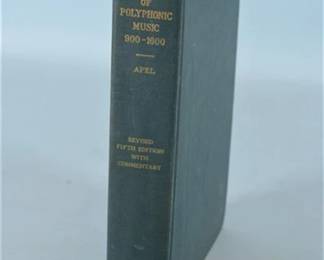 OF
POLYPHONIC
MUSIC
900-1600
APEL
REVISED
FIFTH EDITION
WITH
COMMENTARY